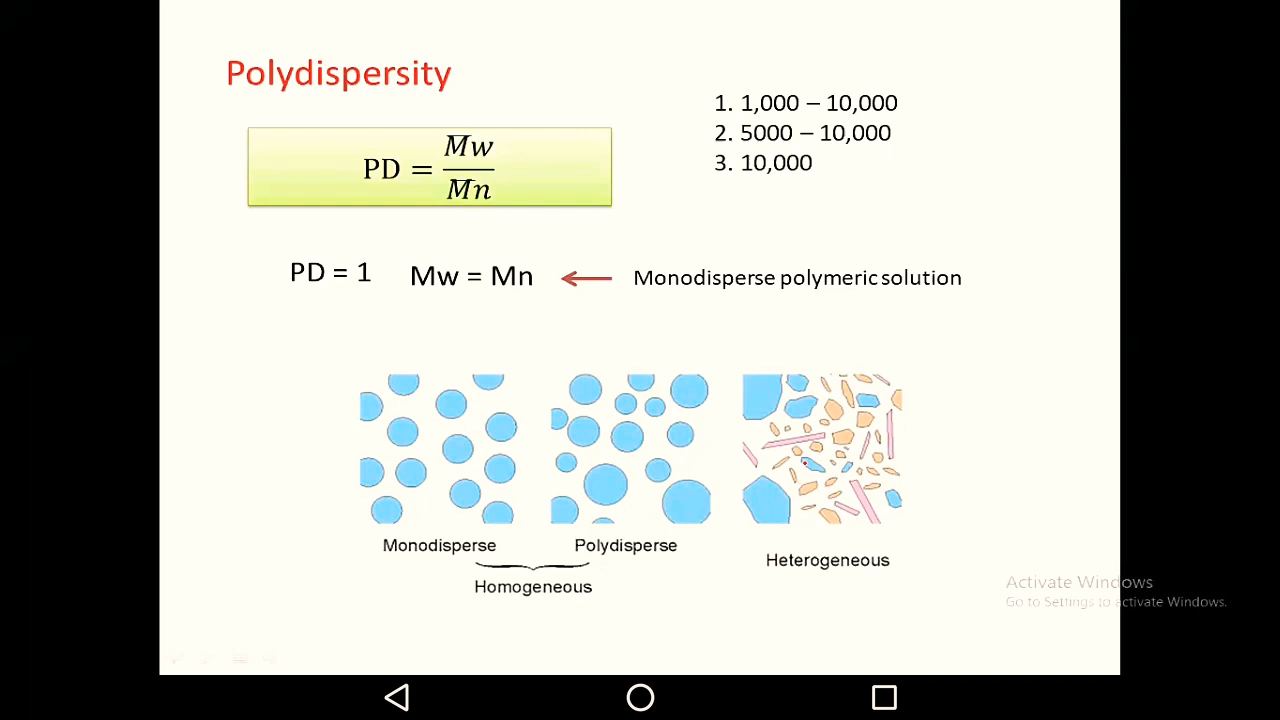 Polydispersity
1. 1,000 – 10,000
2. 5000 – 10,000
3. 10,000
PD = M̅w / M̅n
PD = 1 Mw = Mn Monodisperse polymeric solution
Monodisperse Polydisperse Heterogeneous
Homogeneous
Activate Windows
Go to Settings to activate Windows.